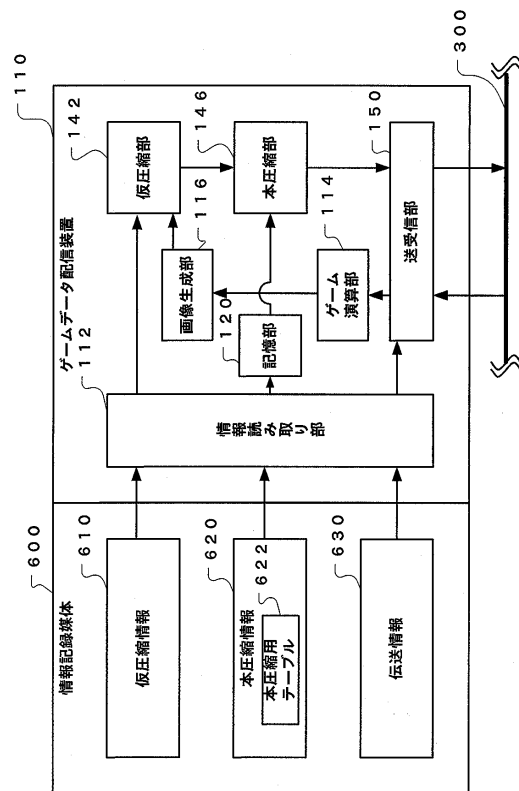 600
情報記録媒体
610
仮圧縮情報
620
本圧縮情報
622
本圧縮用
テーブル
630
伝送情報
110
ゲームデータ配信装置
112
情報読み取り部
120
記憶部
116
画像生成部
114
ゲーム
演算部
142
仮圧縮部
146
本圧縮部
150
送受信部
300